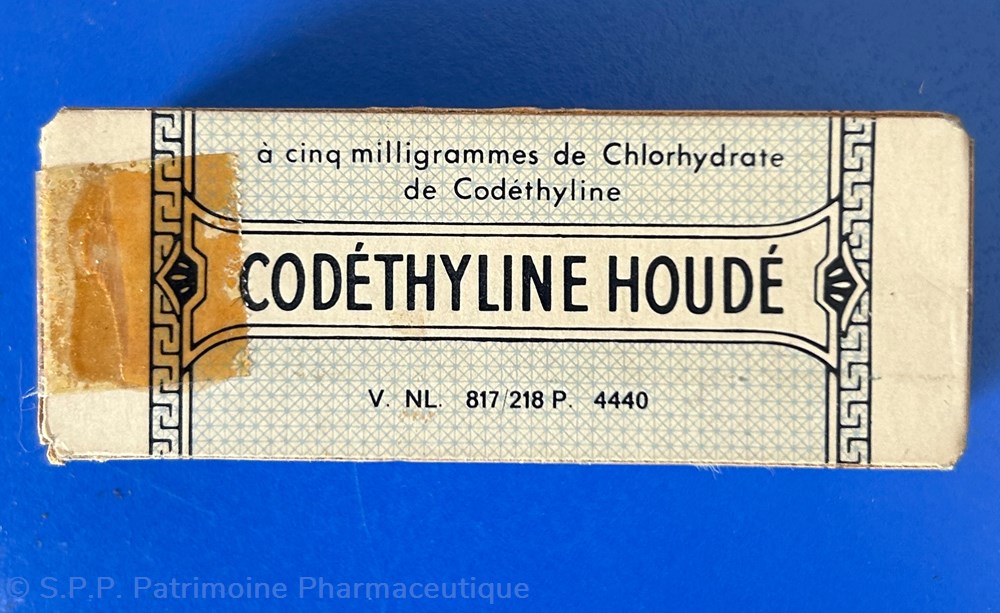 à cinq milligrammes de Chlorhydrate
de Codéthyline
CODÉTHYLINE HOUDÉ
V. NL. 817/218 P. 4440
© S.P.P. Patrimoine Pharmaceutique